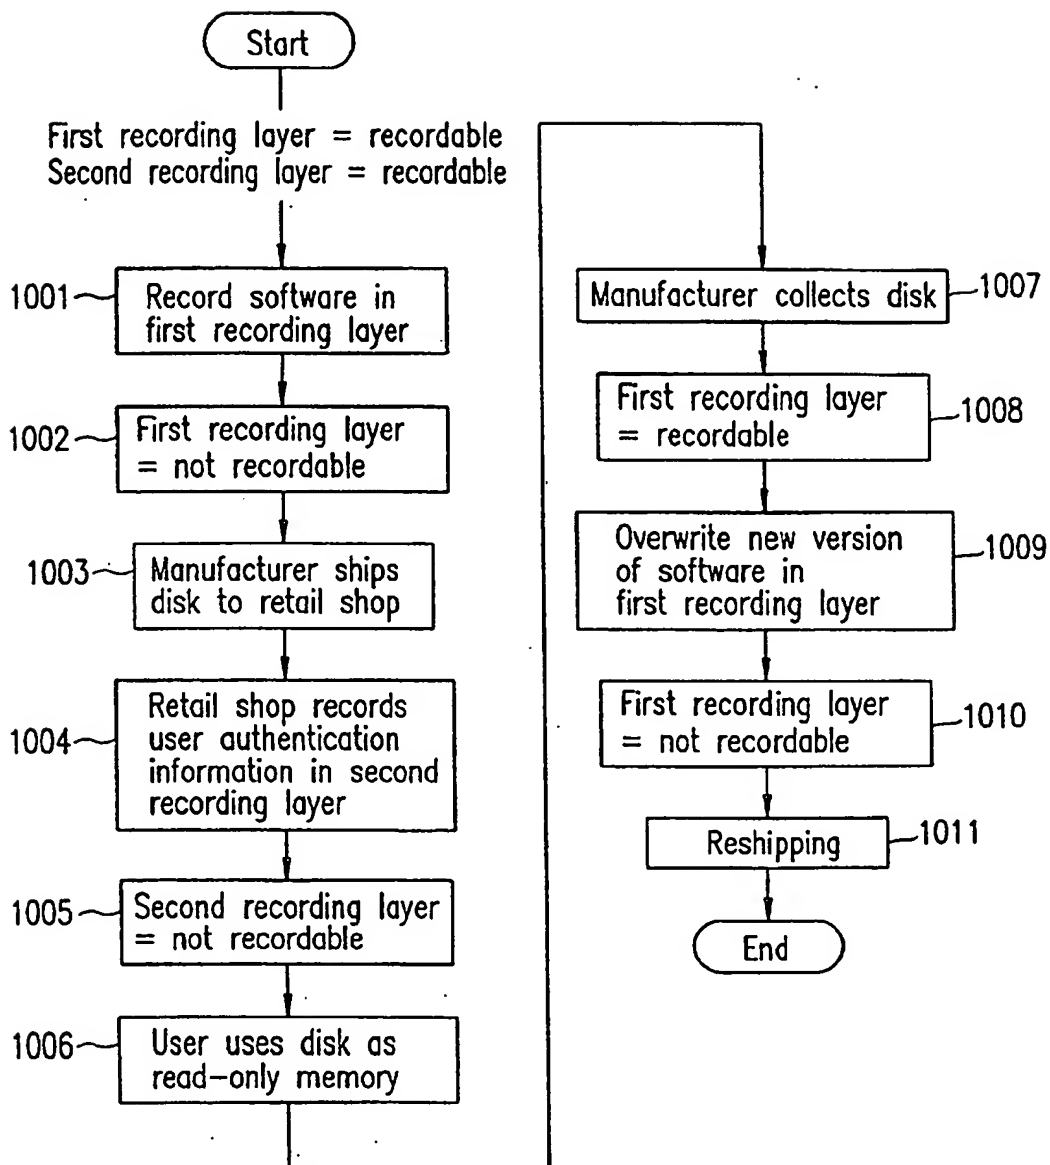 Start
First recording layer = recordable
Second recording layer = recordable
1001
Record software in
first recording layer
1002
First recording layer
= not recordable
1003
Manufacturer ships
disk to retail shop
1004
Retail shop records
user authentication
information in second
recording layer
1005
Second recording layer
= not recordable
1006
User uses disk as
read-only memory
Manufacturer collects disk
1007
First recording layer
= recordable
1008
Overwrite new version
of software in
first recording layer
1009
First recording layer
= not recordable
1010
Reshipping
1011
End